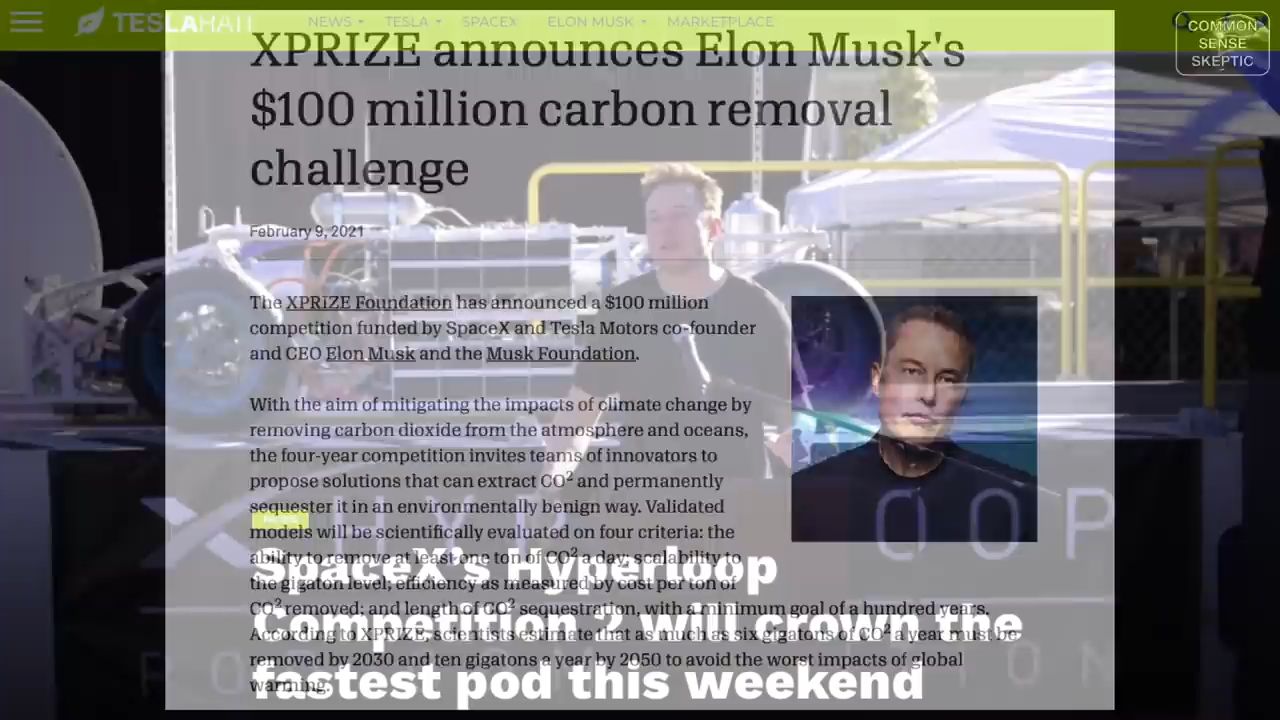 TESLARATI
NEWS TESLA SPACEX ELON MUSK MARKETPLACE
COMMON
SENSE
SKEPTIC
XPRIZE announces Elon Musk's
$100 million carbon removal
challenge
February 9, 2021
The XPRIZE Foundation has announced a $100 million
competition funded by SpaceX and Tesla Motors co-founder
and CEO Elon Musk and the Musk Foundation.
With the aim of mitigating the impacts of climate change by
removing carbon dioxide from the atmosphere and oceans,
the four-year competition invites teams of innovators to
propose solutions that can extract CO² and permanently
sequester it in an environmentally benign way. Validated
models will be scientifically evaluated on four criteria: the
ability to remove at least one ton of CO² a day; scalability to
the gigaton level; efficiency as measured by cost per ton of
CO² removed; and length of CO² sequestration, with a minimum goal of a hundred years.
According to XPRIZE, scientists estimate that as much as six gigatons of CO² a year must be
removed by 2030 and ten gigatons a year by 2050 to avoid the worst impacts of global
warming.
SpaceX's Hyperloop
Competition 2 will crown the
fastest pod this weekend